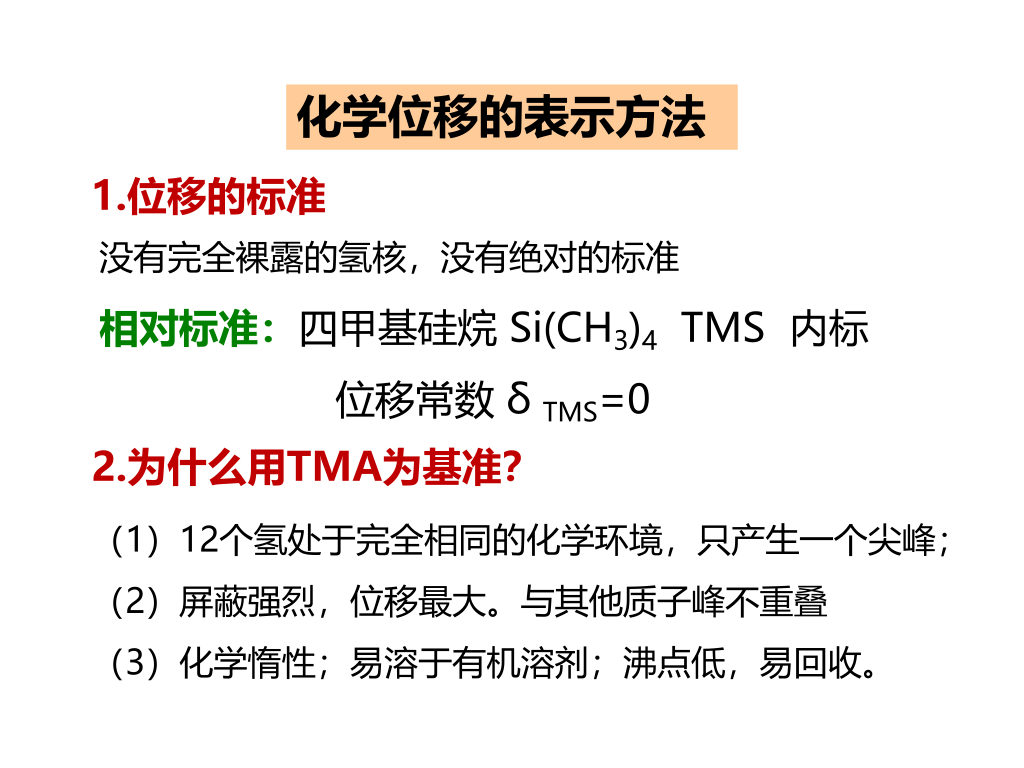 化学位移的表示方法
1.位移的标准
没有完全裸露的氢核，没有绝对的标准
相对标准：四甲基硅烷 Si(CH3)4 TMS 内标
位移常数 δ TMS=0
2.为什么用TMA为基准？
（1）12个氢处于完全相同的化学环境，只产生一个尖峰；
（2）屏蔽强烈，位移最大。与其他质子峰不重叠
（3）化学惰性；易溶于有机溶剂；沸点低，易回收。